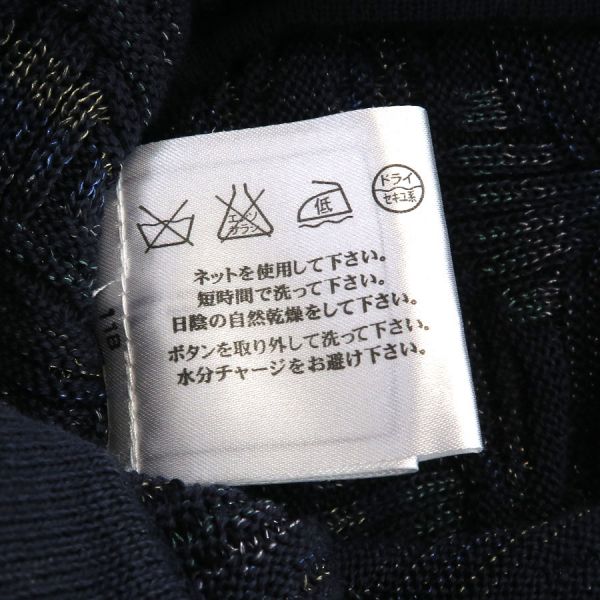 エンソ
サラシ
低
ドライ
セキユ系
ネットを使用して下さい。
短時間で洗って下さい。
日陰の自然乾燥をして下さい。
ボタンを取り外して洗って下さい。
水分チャージをお避け下さい。
118